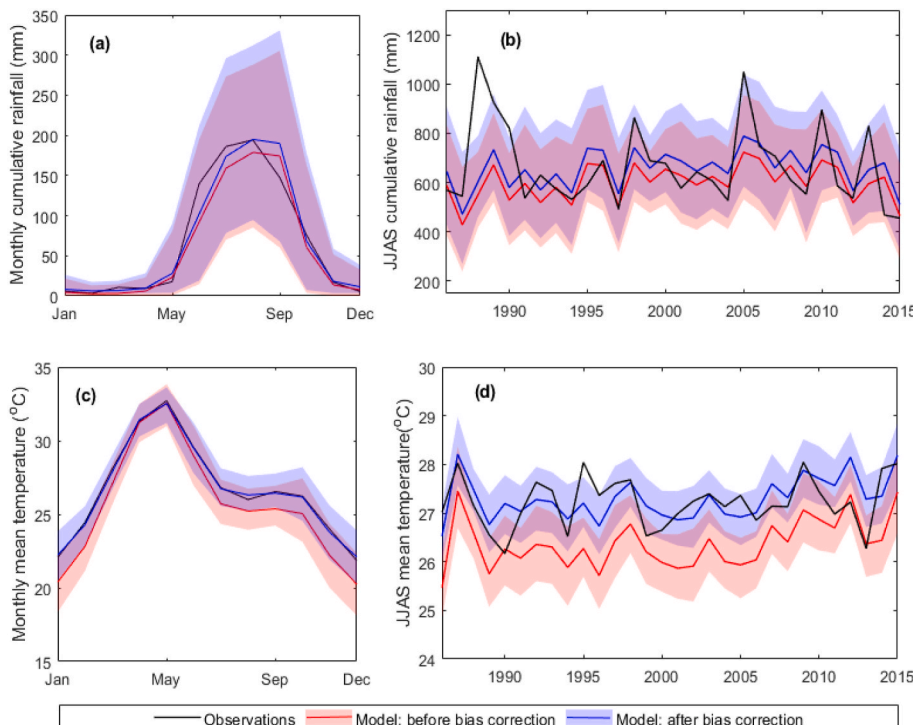 (a)
Monthly cumulative rainfall (mm)
350
300
250
200
150
100
50
0
Jan May Sep Dec
(b)
JJAS cumulative rainfall (mm)
1200
1000
800
600
400
200
1990 1995 2000 2005 2010 2015
(c)
Monthly mean temperature (°C)
35
30
25
20
15
Jan May Sep Dec
(d)
JJAS mean temperature(°C)
30
29
28
27
26
25
24
1990 1995 2000 2005 2010 2015
Observations Model: before bias correction Model: after bias correction